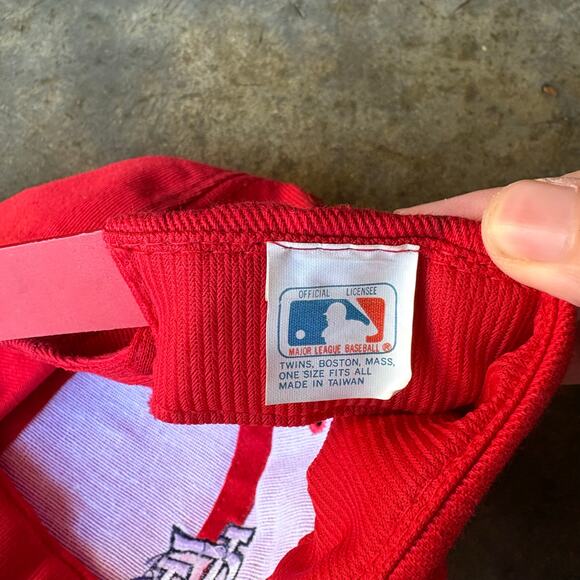 OFFICIAL LICENSEE
MAJOR LEAGUE BASEBALL ®
TWINS, BOSTON, MASS,
ONE SIZE FITS ALL
MADE IN TAIWAN